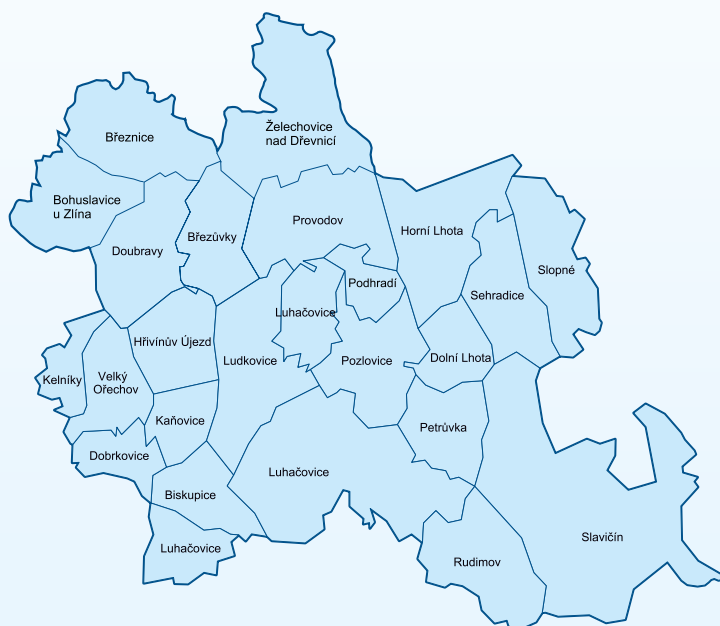 Želechovice
nad Dřevnicí
Březnice
Bohuslavice
u Zlína
Provodov
Horní Lhota
Březůvky
Doubravy
Slopné
Podhradí
Sehradice
Luhačovice
Hřivínův Újezd
Ludkovice
Pozlovice
Dolní Lhota
Kelníky
Velký
Ořechov
Kaňovice
Petrůvka
Dobrkovice
Luhačovice
Biskupice
Slavičín
Luhačovice
Rudimov